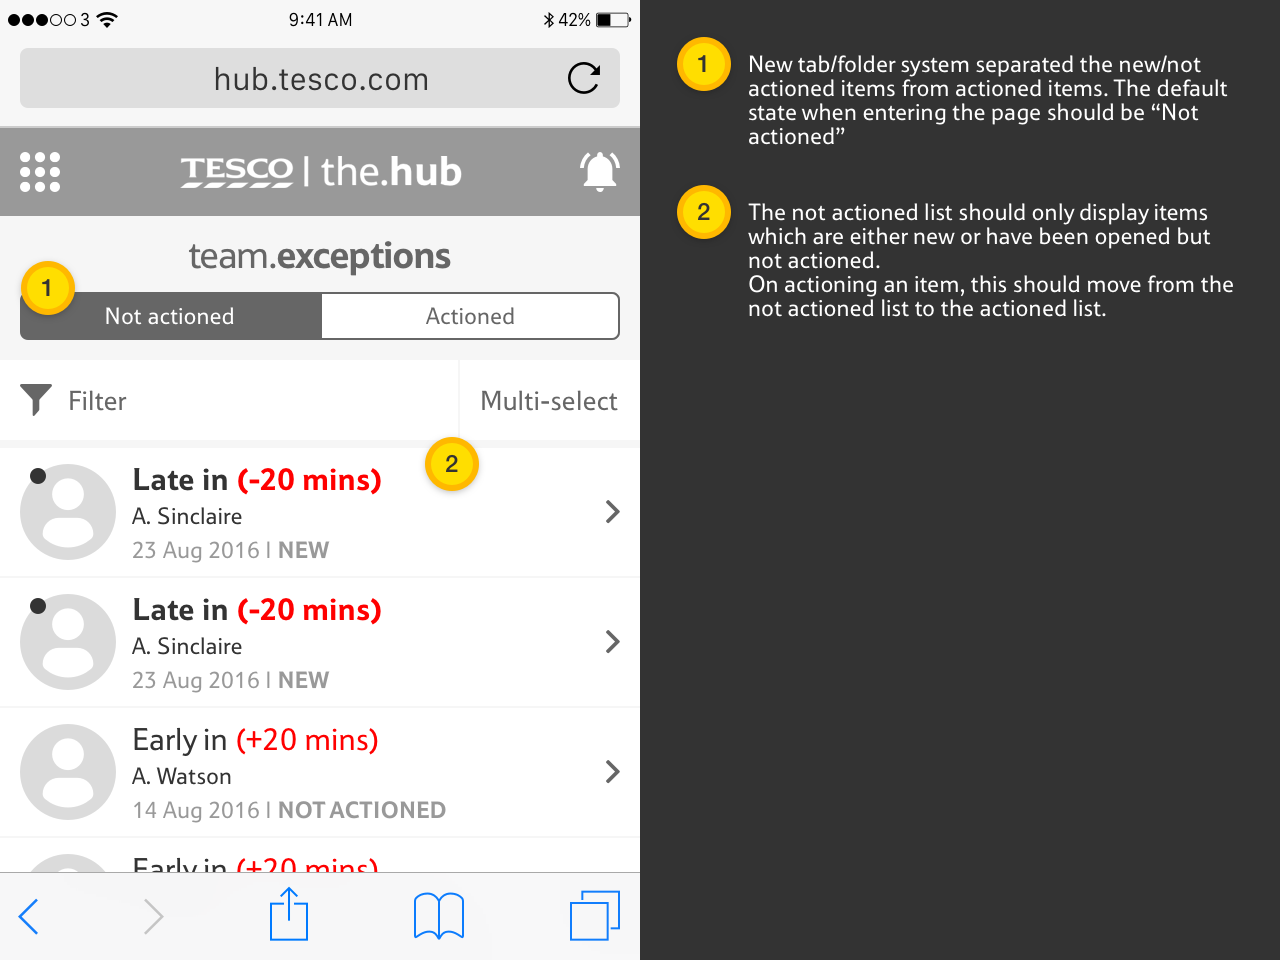 3 9:41 AM 42%
hub.tesco.com
TESCO | the.hub
team.exceptions
1
Not actioned Actioned
Filter Multi-select
2
Late in (-20 mins)
A. Sinclaire
23 Aug 2016 | NEW
Late in (-20 mins)
A. Sinclaire
23 Aug 2016 | NEW
Early in (+20 mins)
A. Watson
14 Aug 2016 | NOT ACTIONED
Early in (+20 mins)
1
New tab/folder system separated the new/not
actioned items from actioned items. The default
state when entering the page should be “Not
actioned”
2
The not actioned list should only display items
which are either new or have been opened but
not actioned.
On actioning an item, this should move from the
not actioned list to the actioned list.